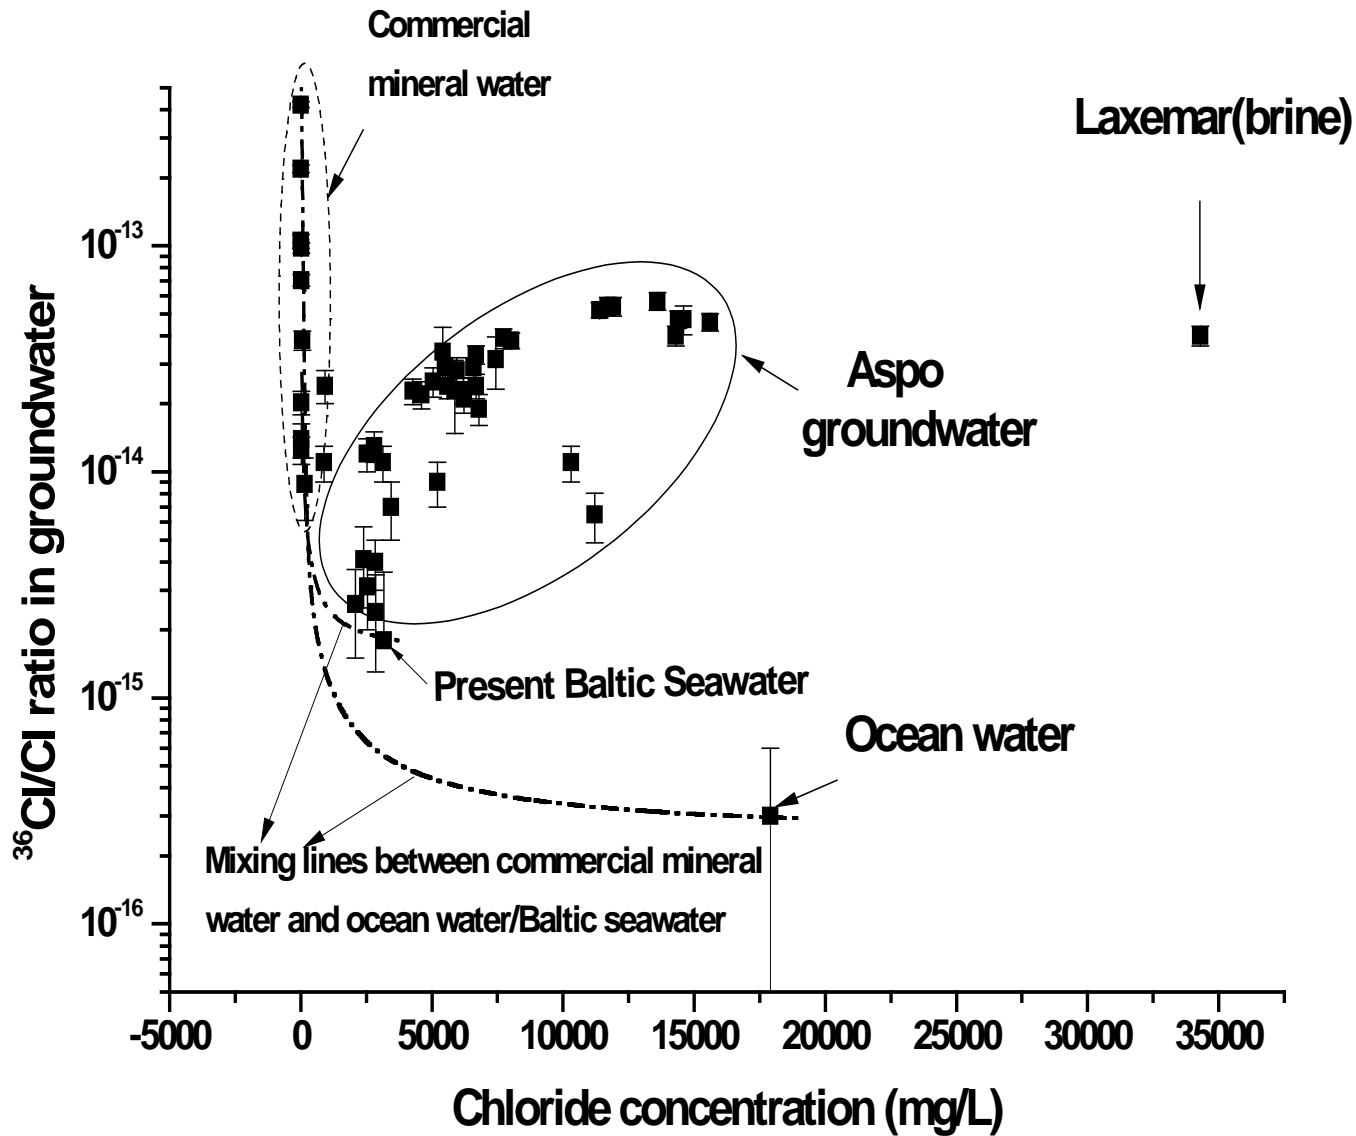 Commercial
mineral water
Laxemar(brine)
10-13
Aspo
groundwater
10-14
Present Baltic Seawater
10-15
Ocean water
Mixing lines between commercial mineral
water and ocean water/Baltic seawater
10-16
36Cl/Cl ratio in groundwater
-5000 0 5000 10000 15000 20000 25000 30000 35000
Chloride concentration (mg/L)